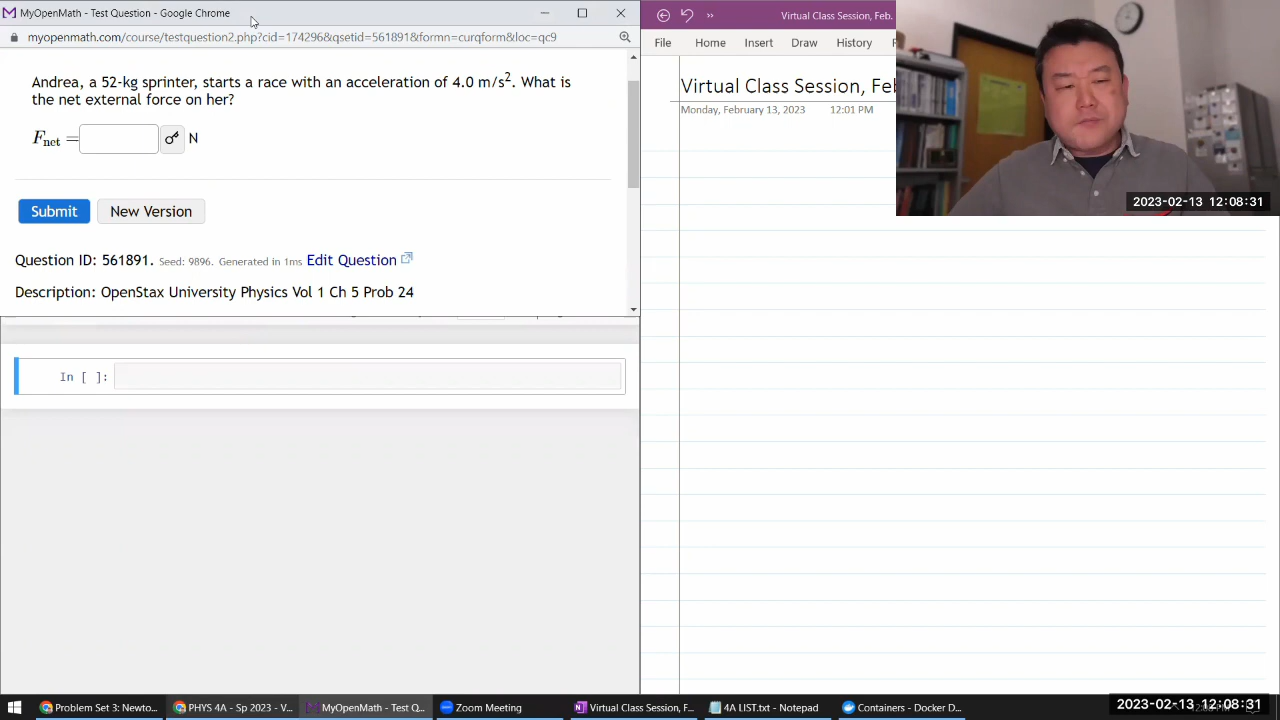 MyOpenMath - Test Question - Google Chrome
myopenmath.com/course/testquestion2.php?cid=174296&qsetid=561891&formn=curqform&loc=qc9
Andrea, a 52-kg sprinter, starts a race with an acceleration of 4.0 m/s². What is
the net external force on her?
Fnet = N
Submit New Version
Question ID: 561891. Seed: 9896. Generated in 1ms Edit Question
Description: OpenStax University Physics Vol 1 Ch 5 Prob 24
In [ ]:
Virtual Class Session, Feb.
File Home Insert Draw History
Virtual Class Session, Feb
Monday, February 13, 2023 12:01 PM
2023-02-13 12:08:31
Problem Set 3: Newto... PHYS 4A - Sp 2023 - V... MyOpenMath - Test Q... Zoom Meeting Virtual Class Session, F... 4A LIST.txt - Notepad Containers - Docker D...
2023-02-13 12:08:31